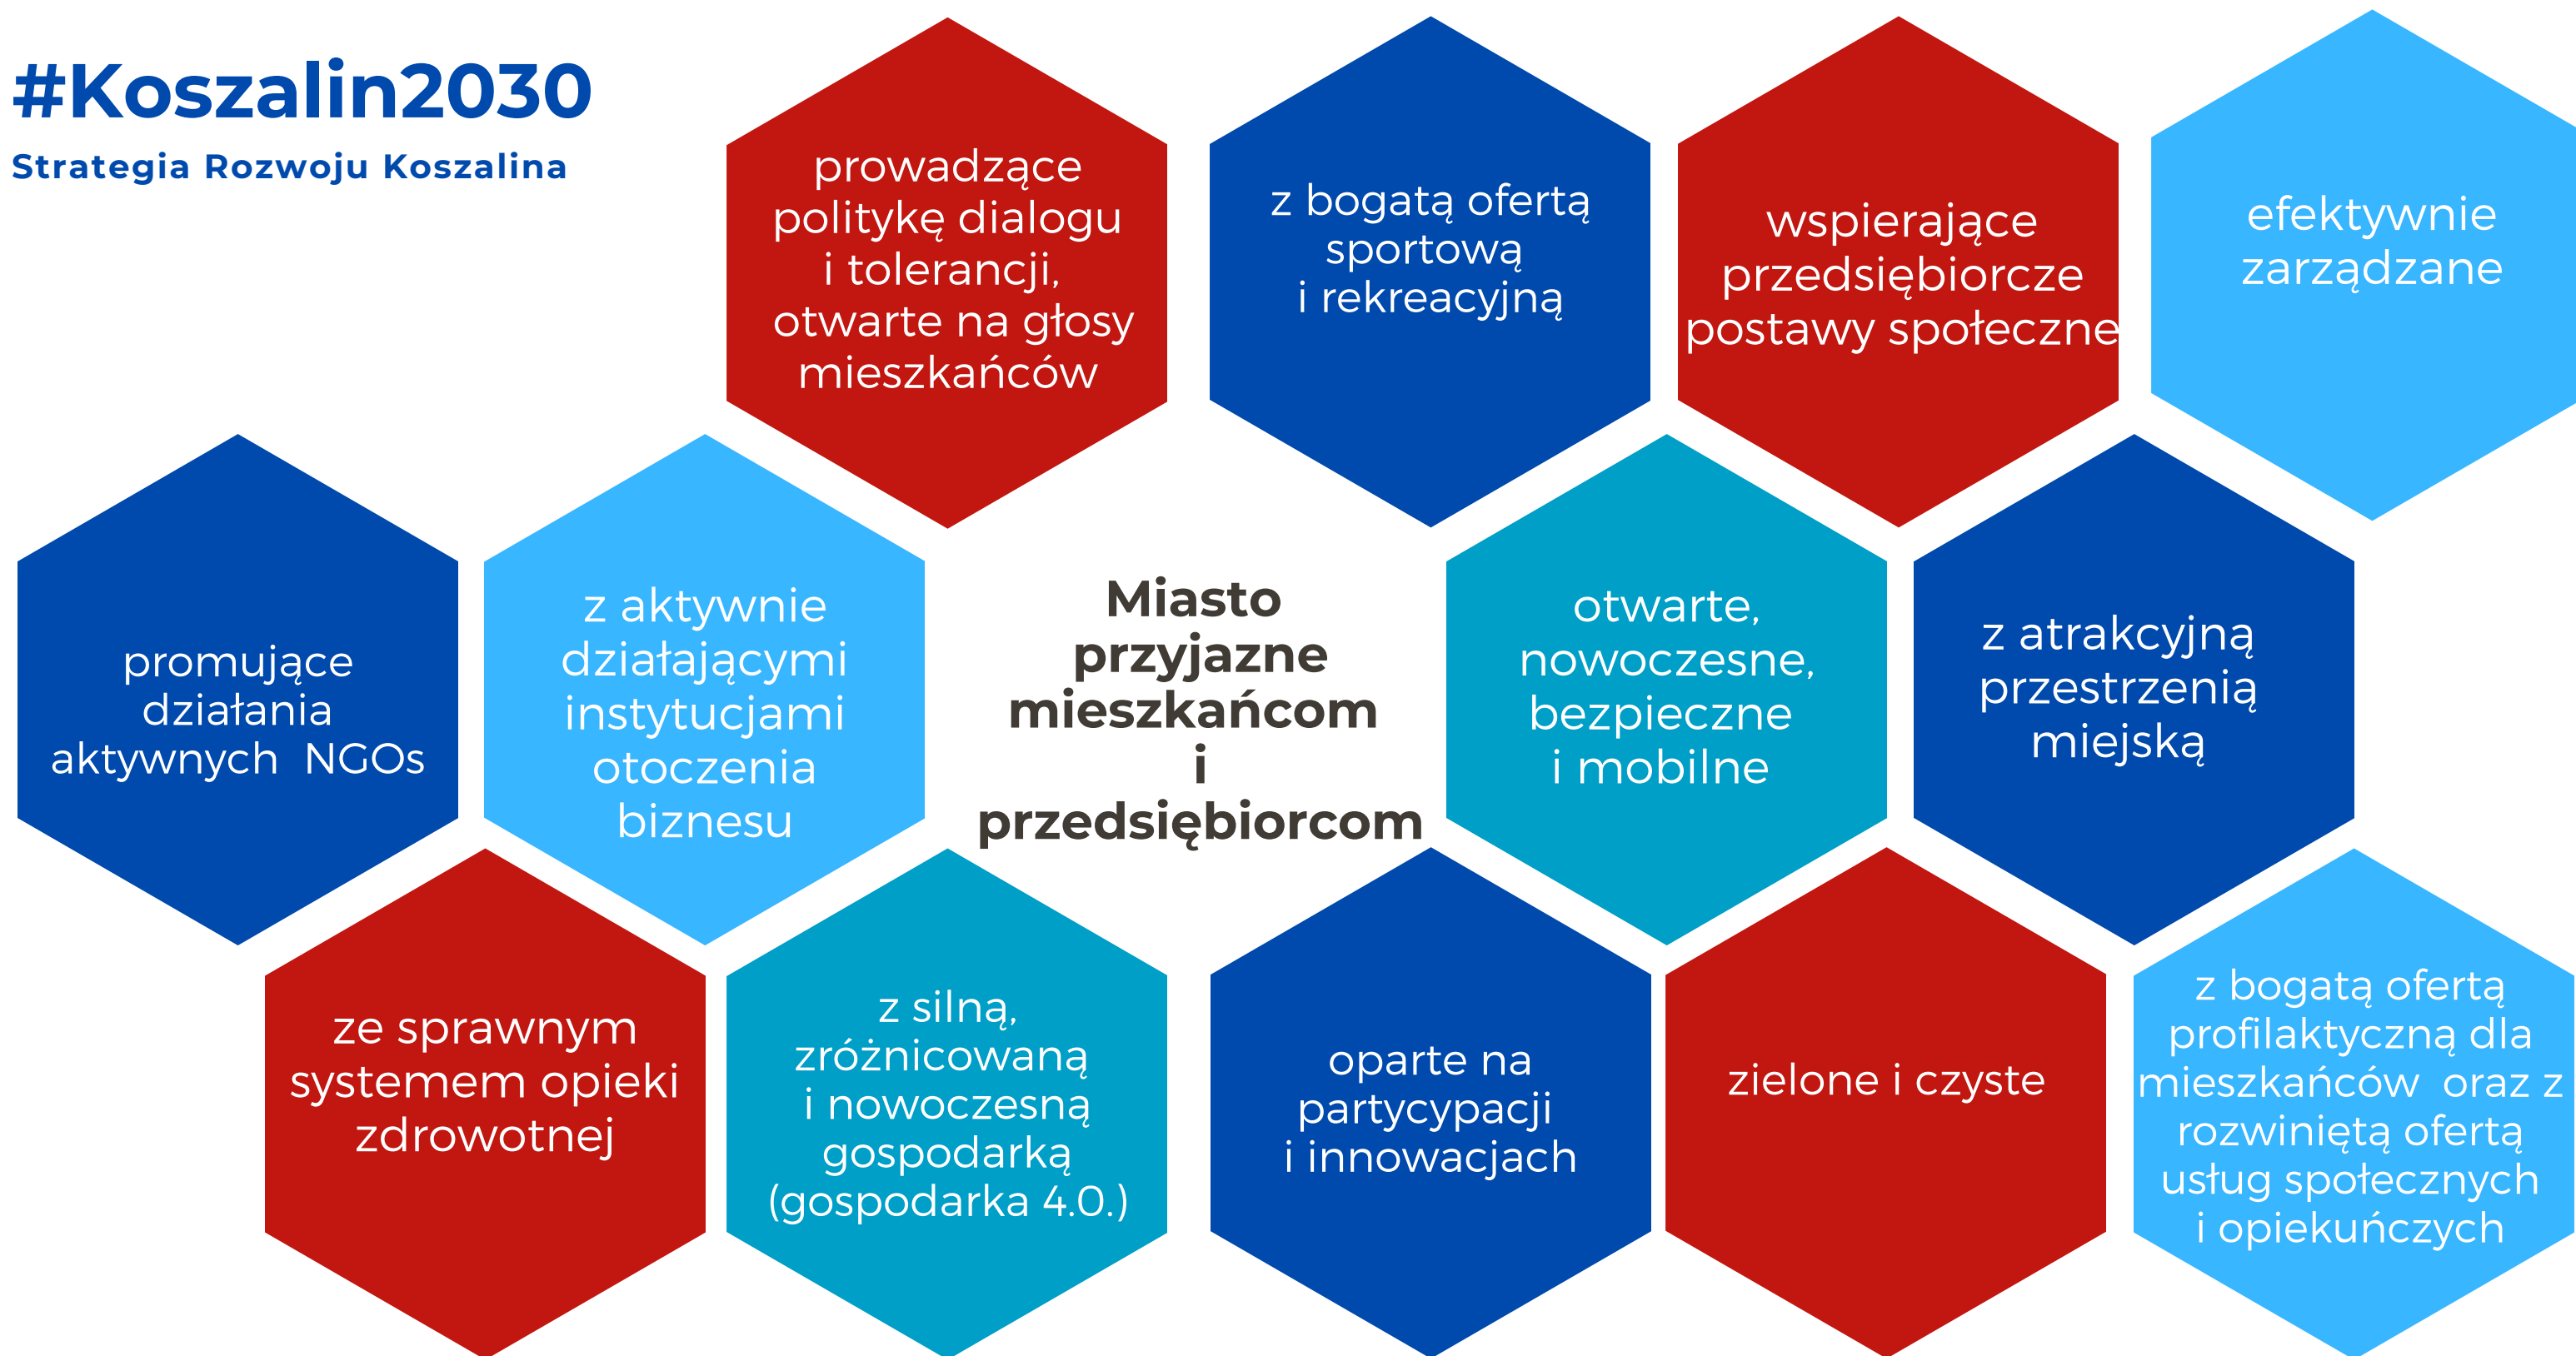 #Koszalin2030
Strategia Rozwoju Koszalina
prowadzące
politykę dialogu
i tolerancji,
otwarte na głosy
mieszkańców
z bogatą ofertą
sportową
i rekreacyjną
wspierające
przedsiębiorcze
postawy społeczne
efektywnie
zarządzane
promujące
działania
aktywnych NGOs
z aktywnie
działającymi
instytucjami
otoczenia
biznesu
Miasto
przyjazne
mieszkańcom
i
przedsiębiorcom
otwarte,
nowoczesne,
bezpieczne
i mobilne
z atrakcyjną
przestrzenią
miejską
ze sprawnym
systemem opieki
zdrowotnej
z silną,
zróżnicowaną
i nowoczesną
gospodarką
(gospodarka 4.0.)
oparte na
partycypacji
i innowacjach
zielone i czyste
z bogatą ofertą
profilaktyczną dla
mieszkańców oraz z
rozwiniętą ofertą
usług społecznych
i opiekuńczych